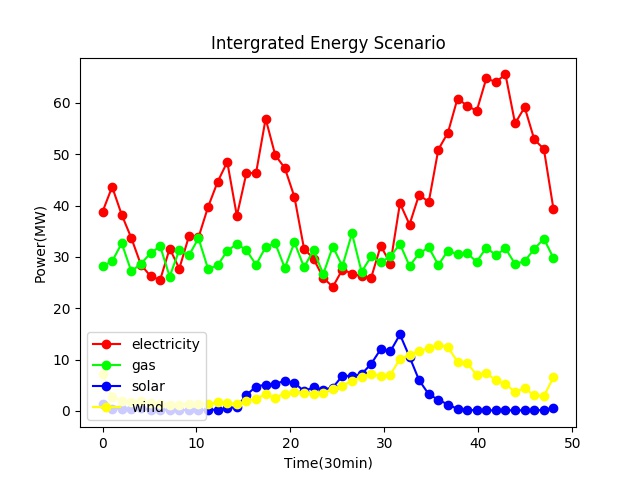 Intergrated Energy Scenario
Power(MW)
60
50
40
30
20
10
0
electricity
gas
solar
wind
0 10 20 30 40 50
Time(30min)